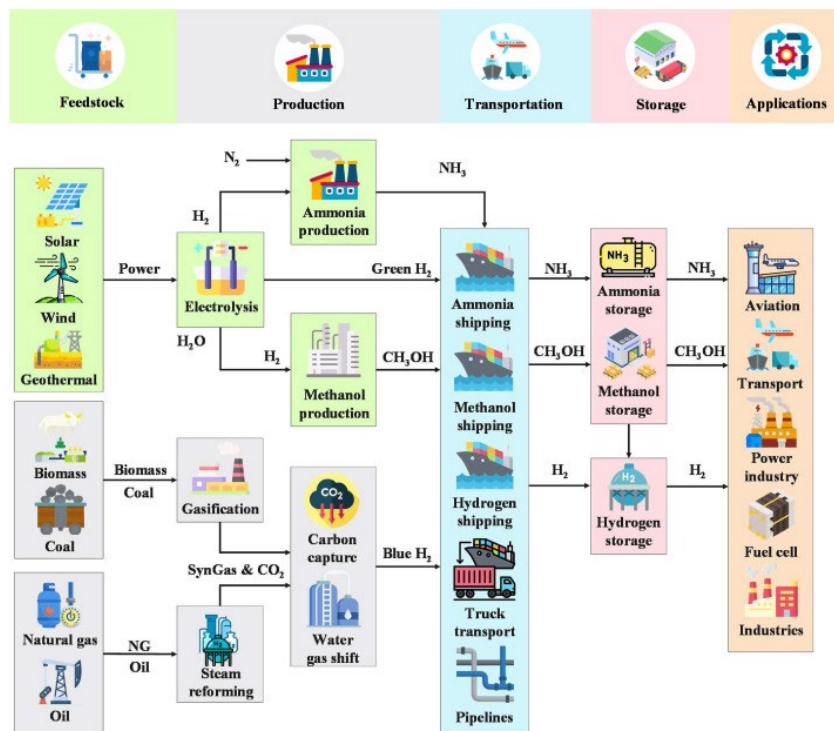 Feedstock
Production
Transportation
Storage
Applications
N₂
NH₃
H₂
Ammonia
production
Solar
Wind
Geothermal
Power
Electrolysis
H₂O
Green H₂
H₂
Methanol
production
CH₃OH
Biomass
Coal
Biomass
Coal
Gasification
SynGas & CO₂
CO₂
Carbon
capture
Water
gas shift
Blue H₂
Natural gas
Oil
NG
Oil
H₂
Steam
reforming
Ammonia
shipping
Methanol
shipping
Hydrogen
shipping
Truck
transport
Pipelines
NH₃
CH₃OH
H₂
NH₃
Ammonia
storage
Methanol
storage
H₂
Hydrogen
storage
NH₃
CH₃OH
H₂
Aviation
Transport
Power
industry
Fuel cell
Industries